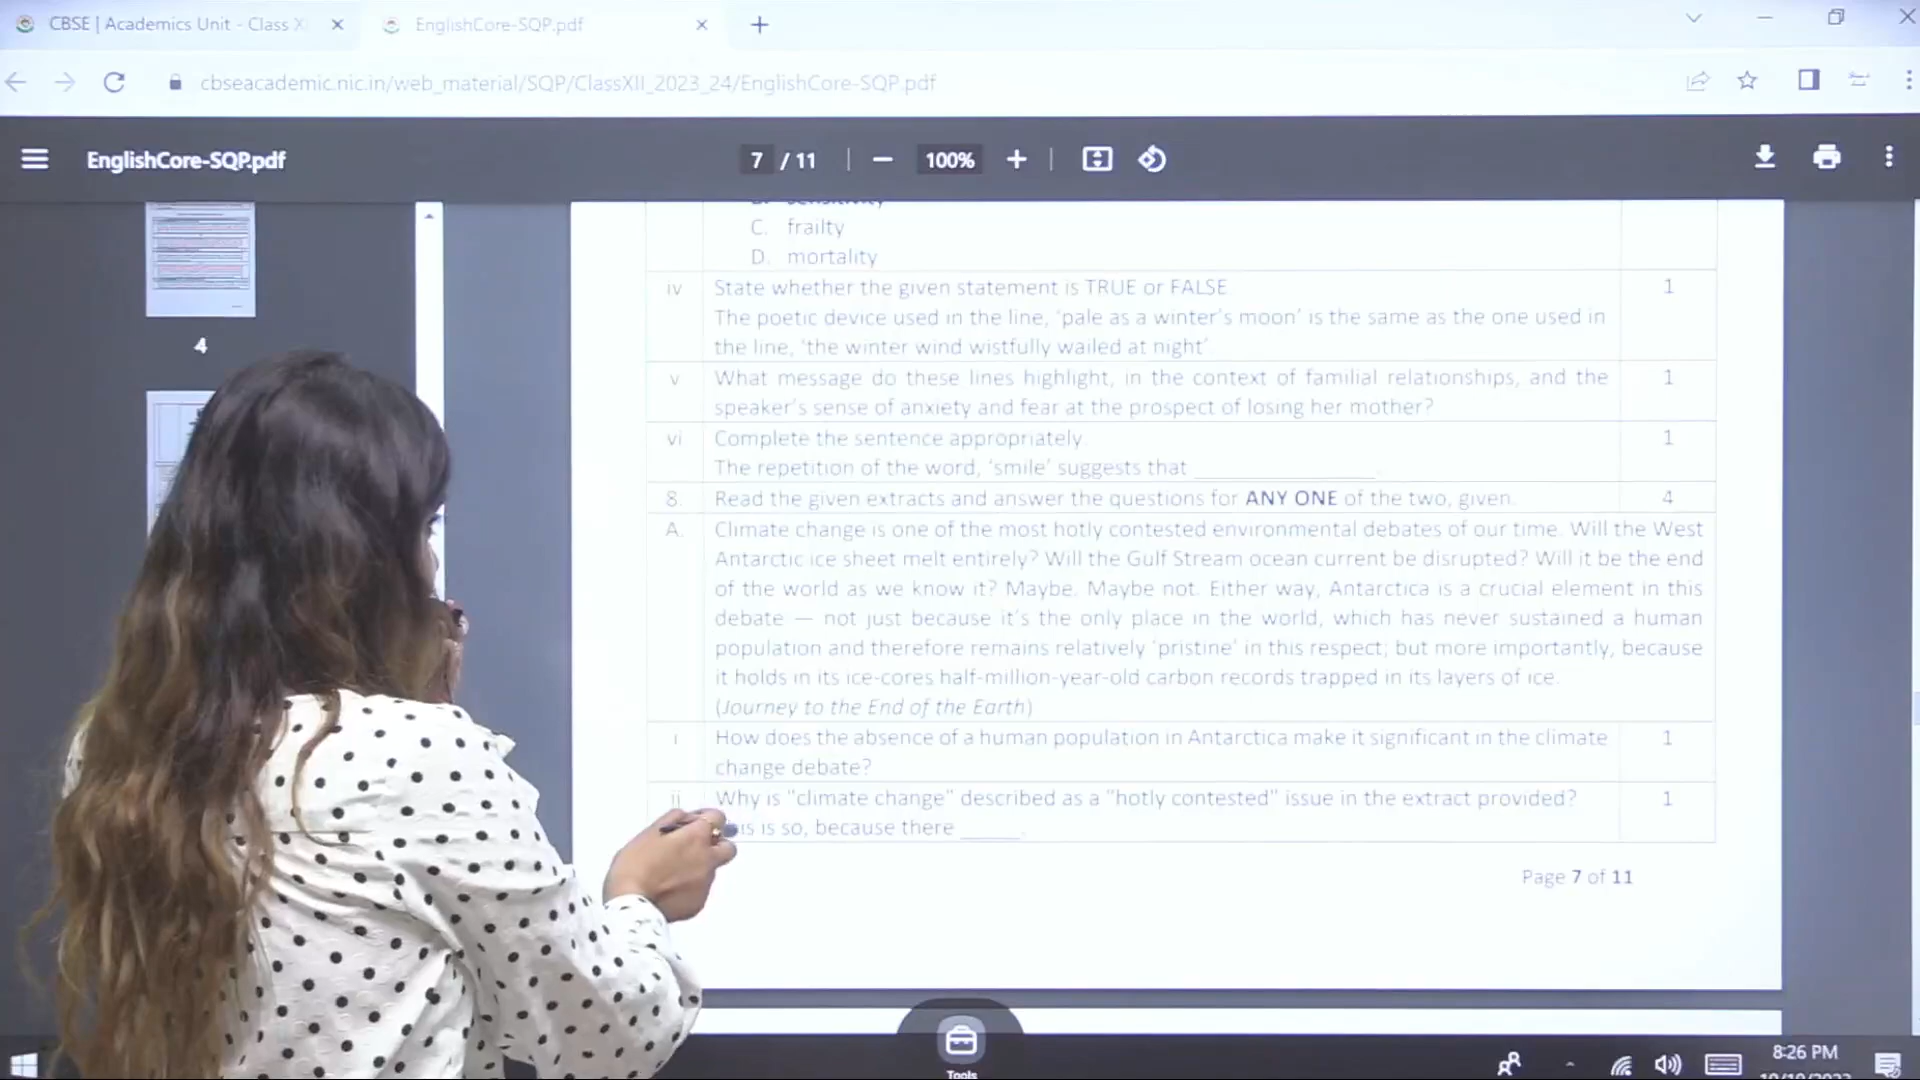 CBSE | Academics Unit - Class X
EnglishCore-SQP.pdf
cbseacademic.nic.in/web_material/SQP/ClassXII_2023_24/EnglishCore-SQP.pdf
EnglishCore-SQP.pdf
7 / 11
100%
4
B. sensitivity
C. frailty
D. mortality
iv State whether the given statement is TRUE or FALSE 1
The poetic device used in the line, ‘pale as a winter’s moon’ is the same as the one used in
the line, ‘the winter wind wistfully wailed at night’
v What message do these lines highlight, in the context of familial relationships, and the 1
speaker’s sense of anxiety and fear at the prospect of losing her mother?
vi Complete the sentence appropriately 1
The repetition of the word, ‘smile’ suggests that ________________.
8. Read the given extracts and answer the questions for ANY ONE of the two, given. 4
A. Climate change is one of the most hotly contested environmental debates of our time. Will the West
Antarctic ice sheet melt entirely? Will the Gulf Stream ocean current be disrupted? Will it be the end
of the world as we know it? Maybe. Maybe not. Either way, Antarctica is a crucial element in this
debate — not just because it’s the only place in the world, which has never sustained a human
population and therefore remains relatively ‘pristine’ in this respect; but more importantly, because
it holds in its ice-cores half-million-year-old carbon records trapped in its layers of ice.
(Journey to the End of the Earth)
i How does the absence of a human population in Antarctica make it significant in the climate 1
change debate?
ii Why is "climate change" described as a "hotly contested" issue in the extract provided? 1
is so, because there _____.
Page 7 of 11
Tools
8:26 PM